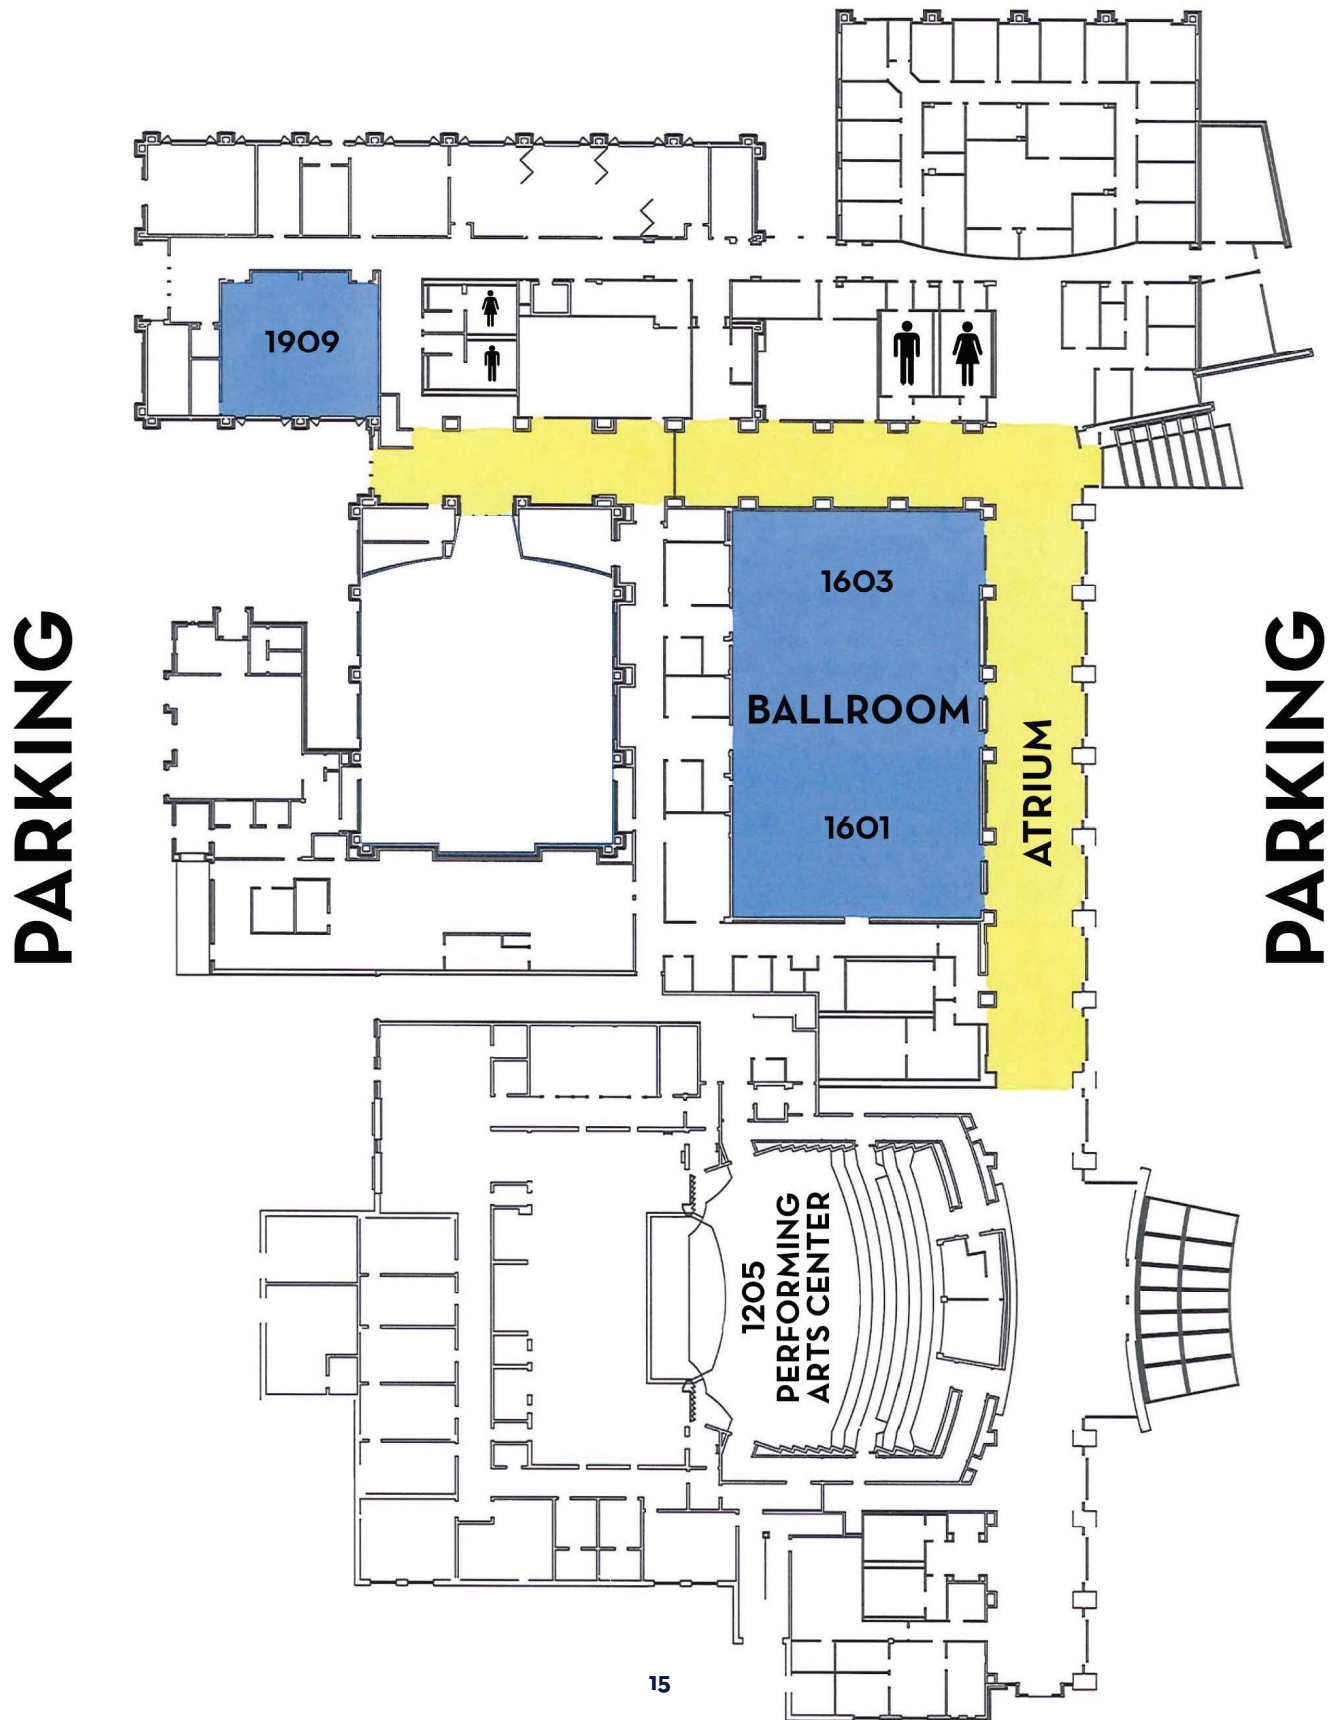 1909
1603
BALLROOM
1601
ATRIUM
PARKING
PARKING
1205
PERFORMING
ARTS CENTER
15